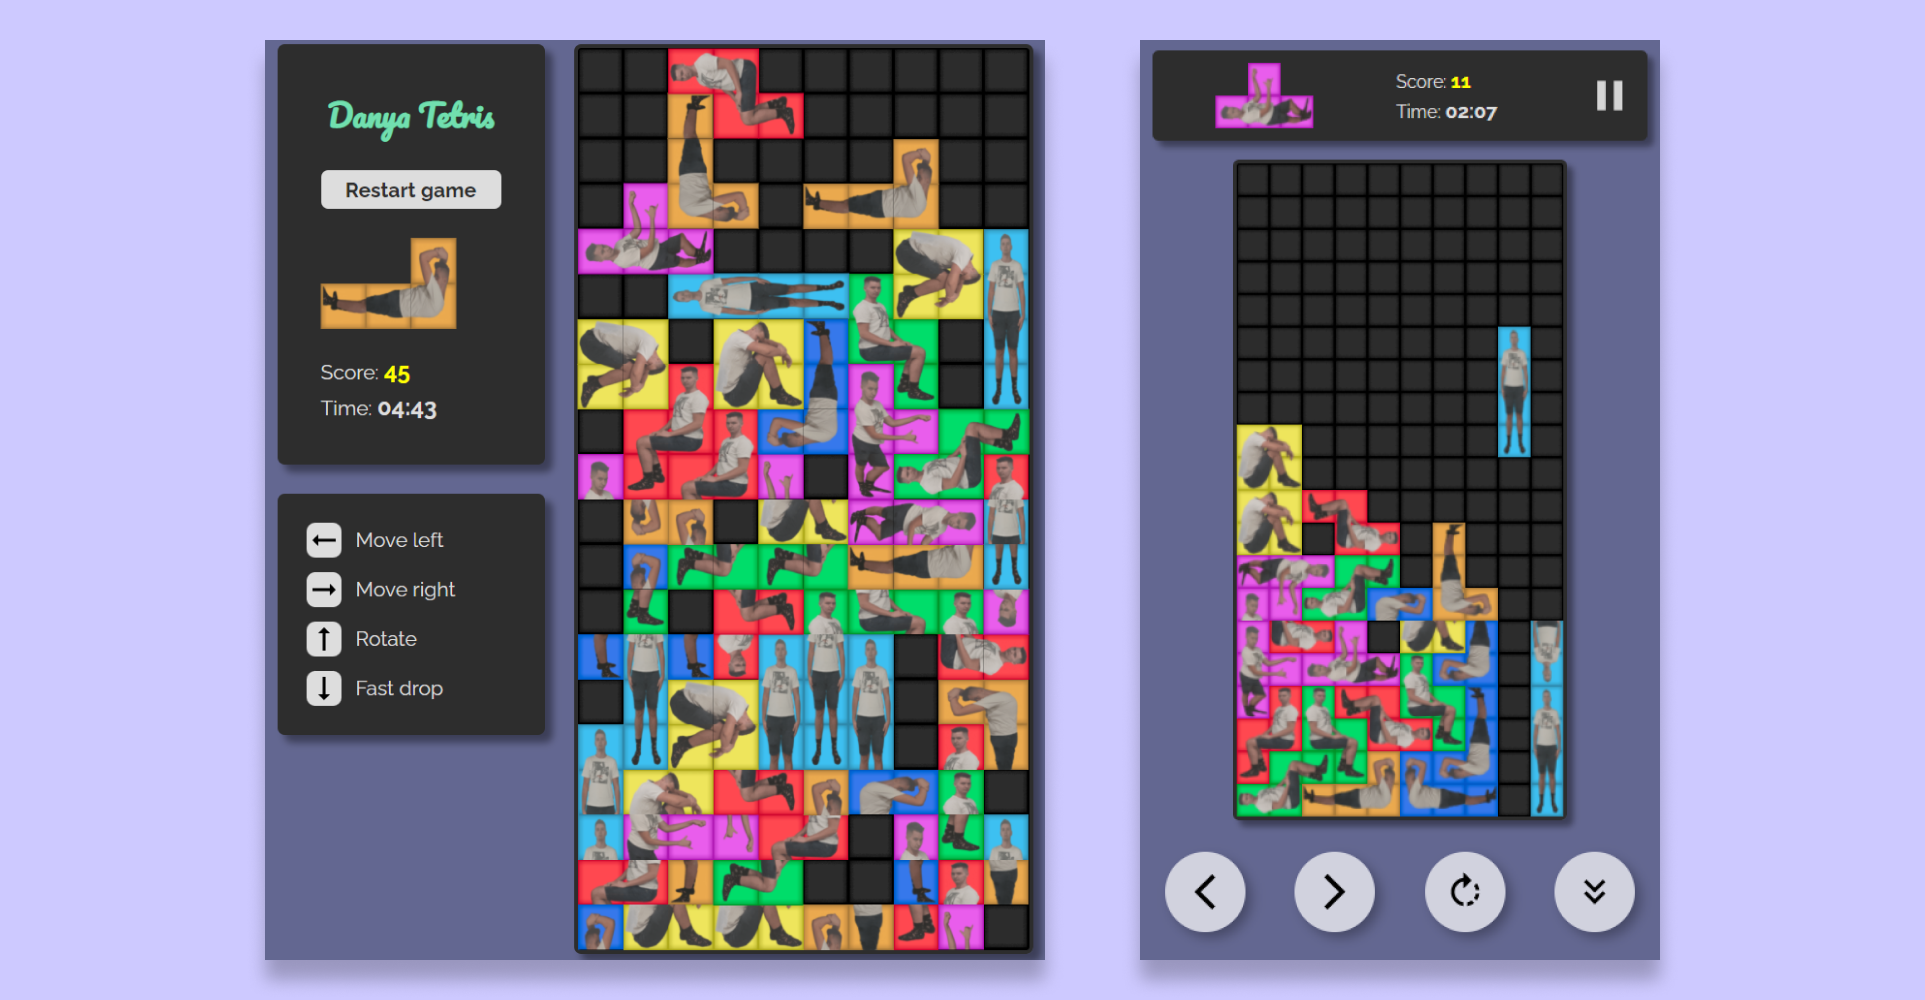 Danya Tetris
Restart game
Score: 45
Time: 04:43
Move left
Move right
Rotate
Fast drop
Score: 11
Time: 02:07